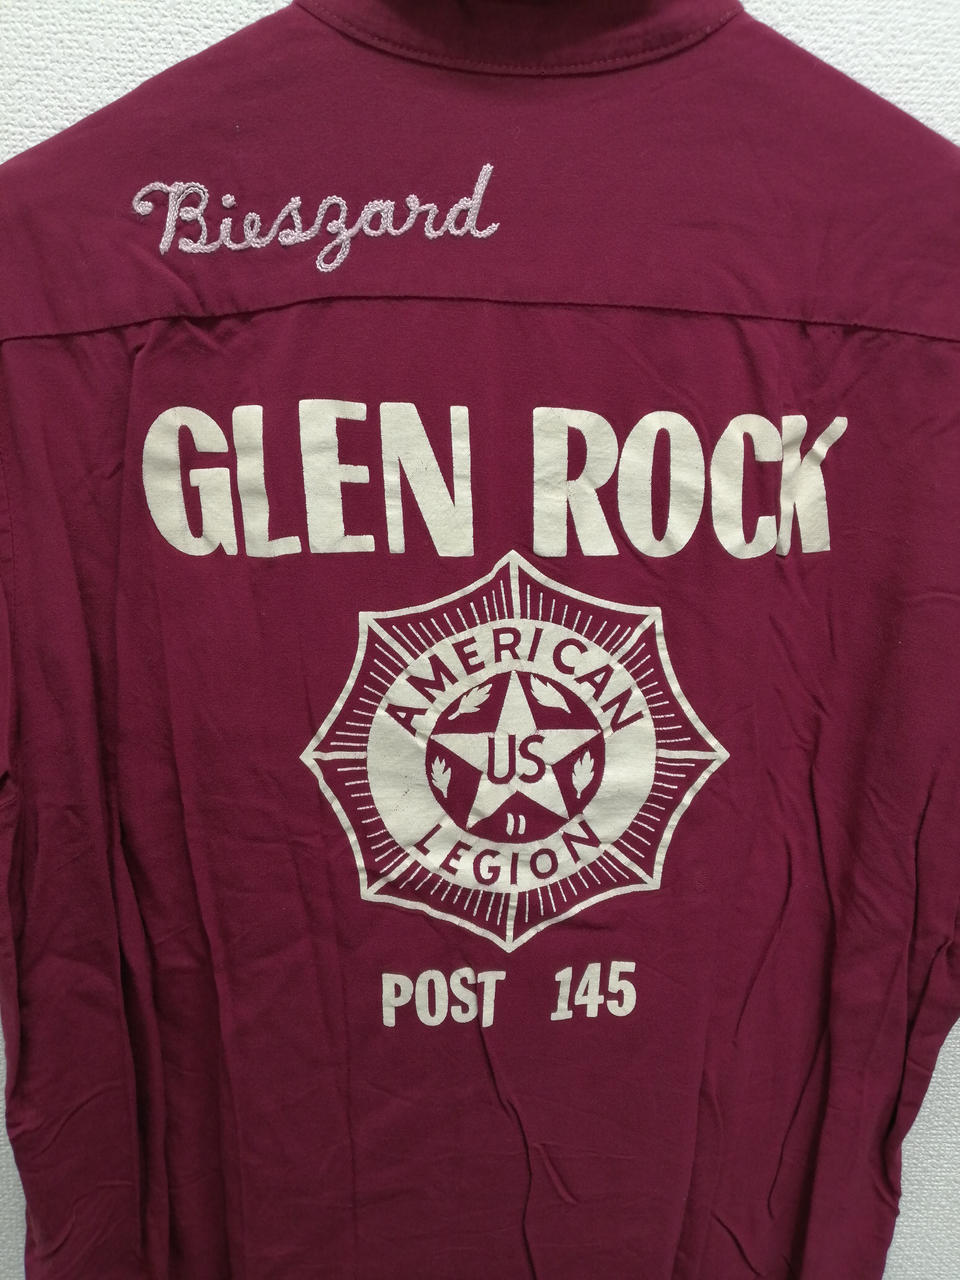 Bieszard
GLEN ROCK
AMERICAN
US
LEGION
POST 145